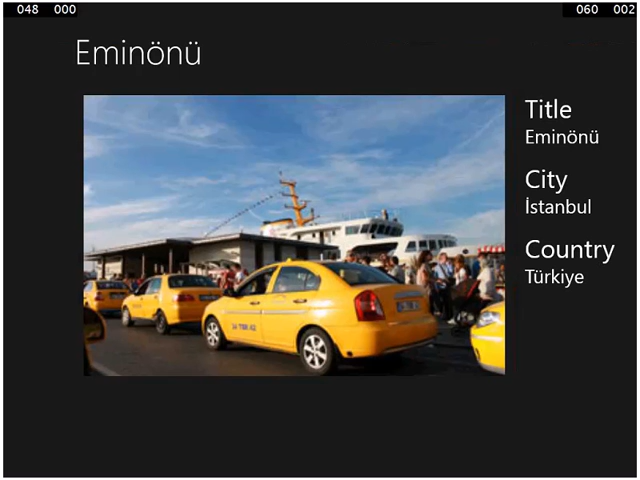 048 000
060 002
Eminönü
Title
Eminönü
City
İstanbul
Country
Türkiye